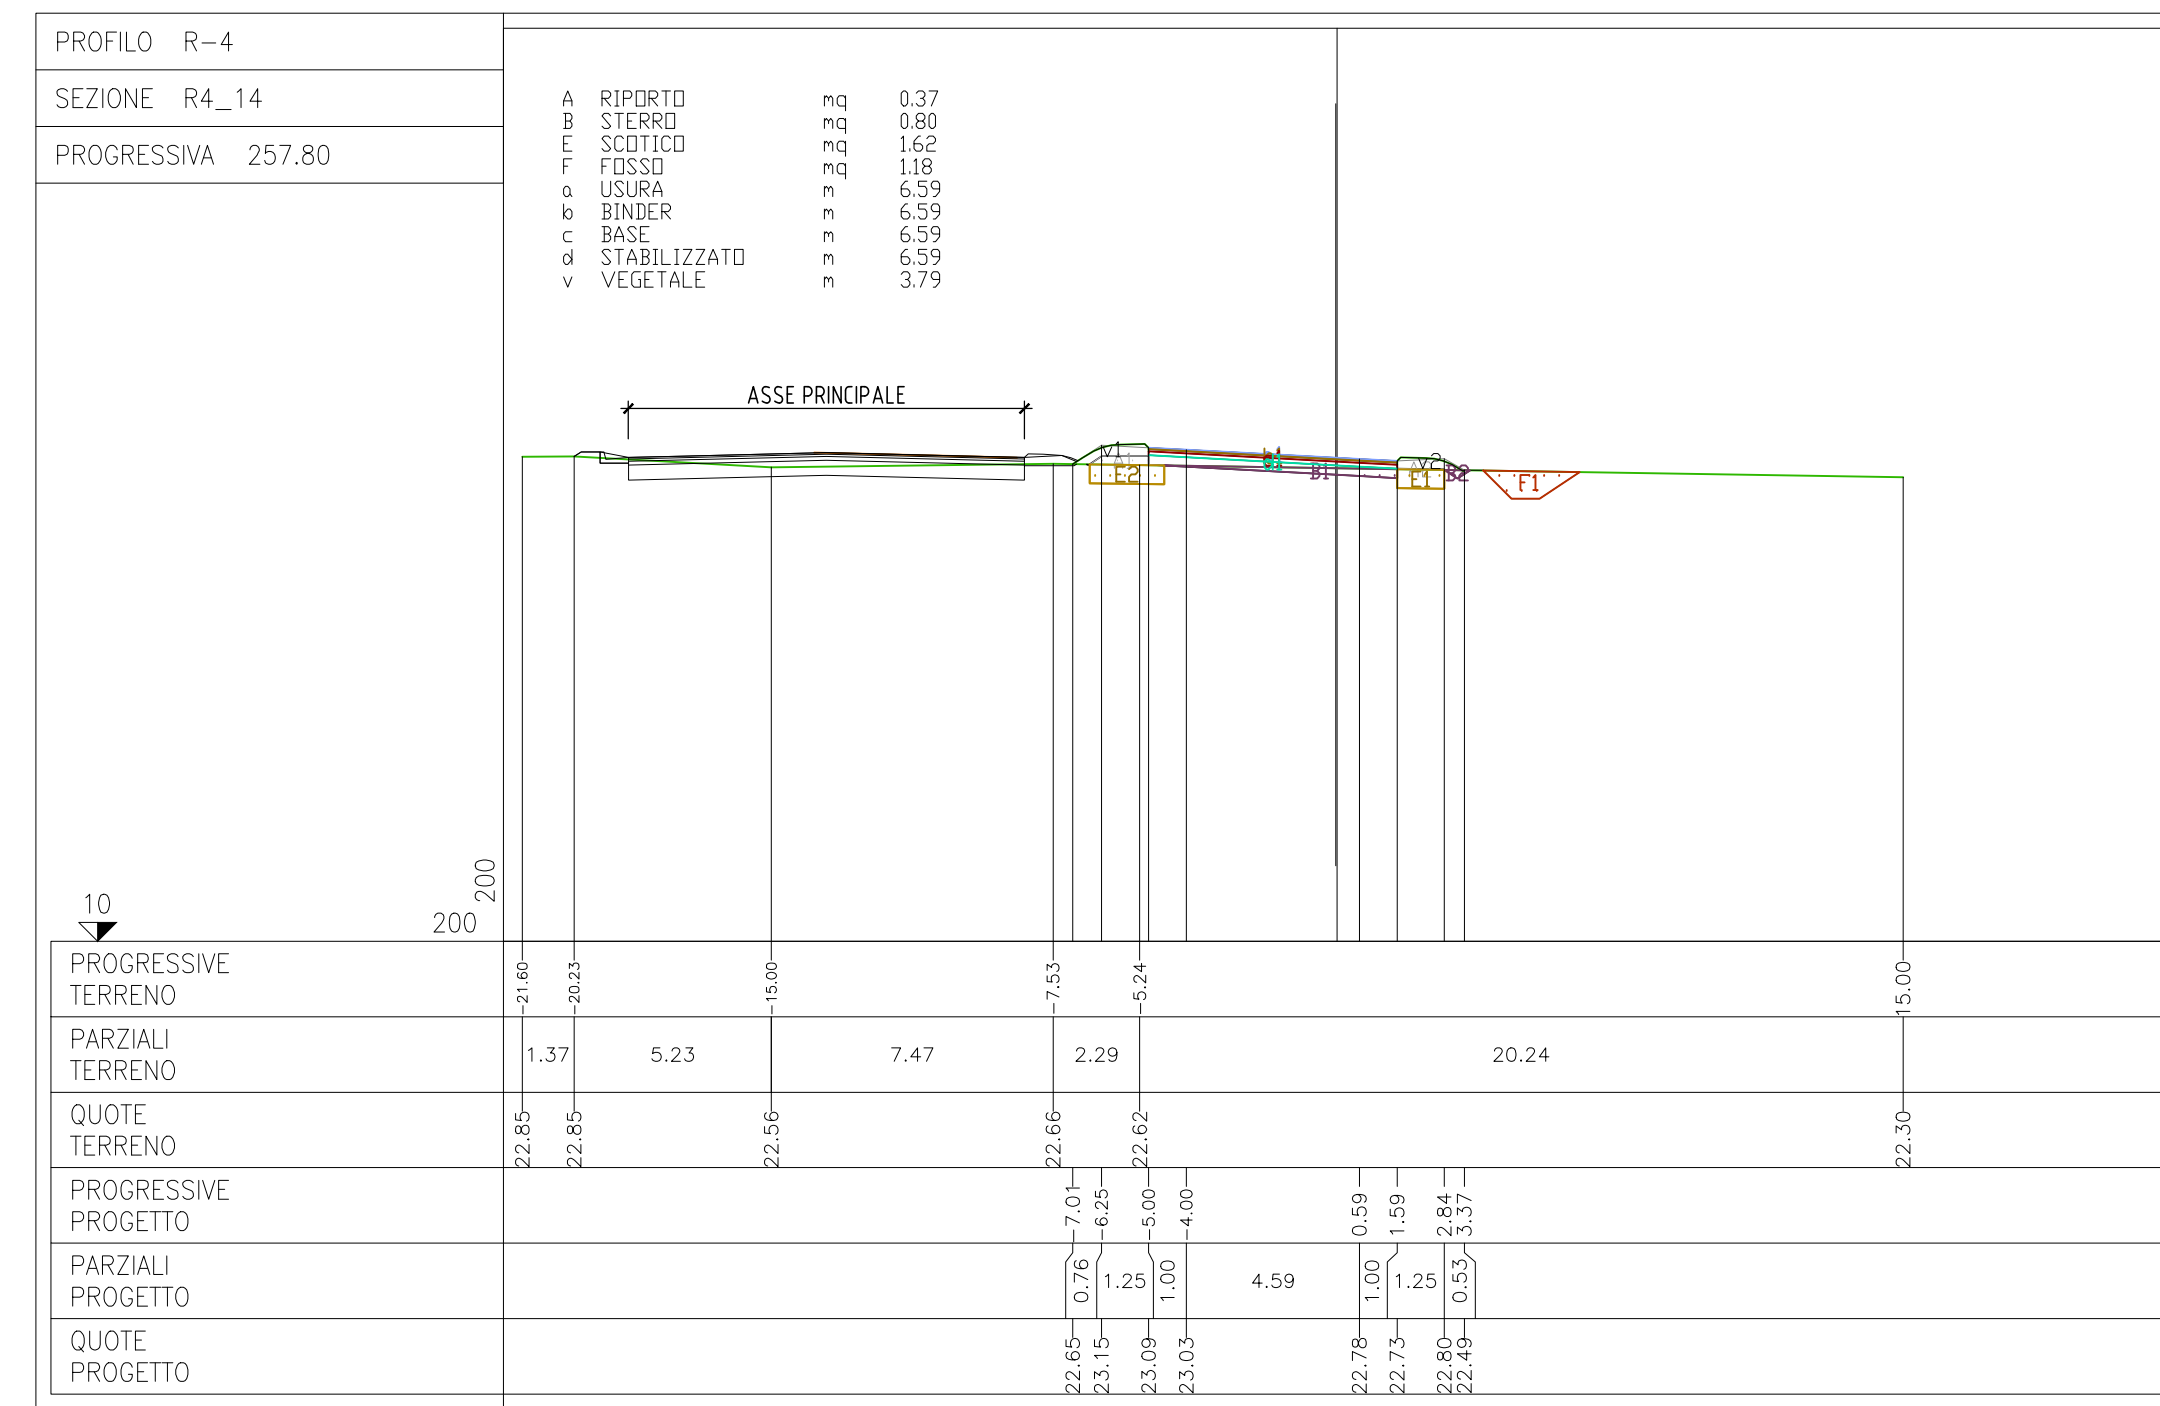 PROFILO R-4
SEZIONE R4_14
PROGRESSIVA 257.80
A RIPORTO mq 0.37
B STERRO mq 0.80
E SCOTICO mq 1.62
F FOSSO mq 1.18
a USURA m 6.59
b BINDER m 6.59
c BASE m 6.59
d STABILIZZATO m 6.59
v VEGETALE m 3.79
ASSE PRINCIPALE
v1
A1
E2
B1
v2
E1
B2
F1
10
200
200
PROGRESSIVE TERRENO
-21.60 -20.23 -15.00 -7.53 -5.24 15.00
PARZIALI TERRENO
1.37 5.23 7.47 2.29 20.24
QUOTE TERRENO
22.85 22.85 22.56 22.66 22.62 22.30
PROGRESSIVE PROGETTO
-7.01 -6.25 -5.00 -4.00 0.59 1.59 2.84 3.37
PARZIALI PROGETTO
0.76 1.25 1.00 4.59 1.00 1.25 0.53
QUOTE PROGETTO
22.65 23.15 23.09 23.03 22.78 22.73 22.80 22.49